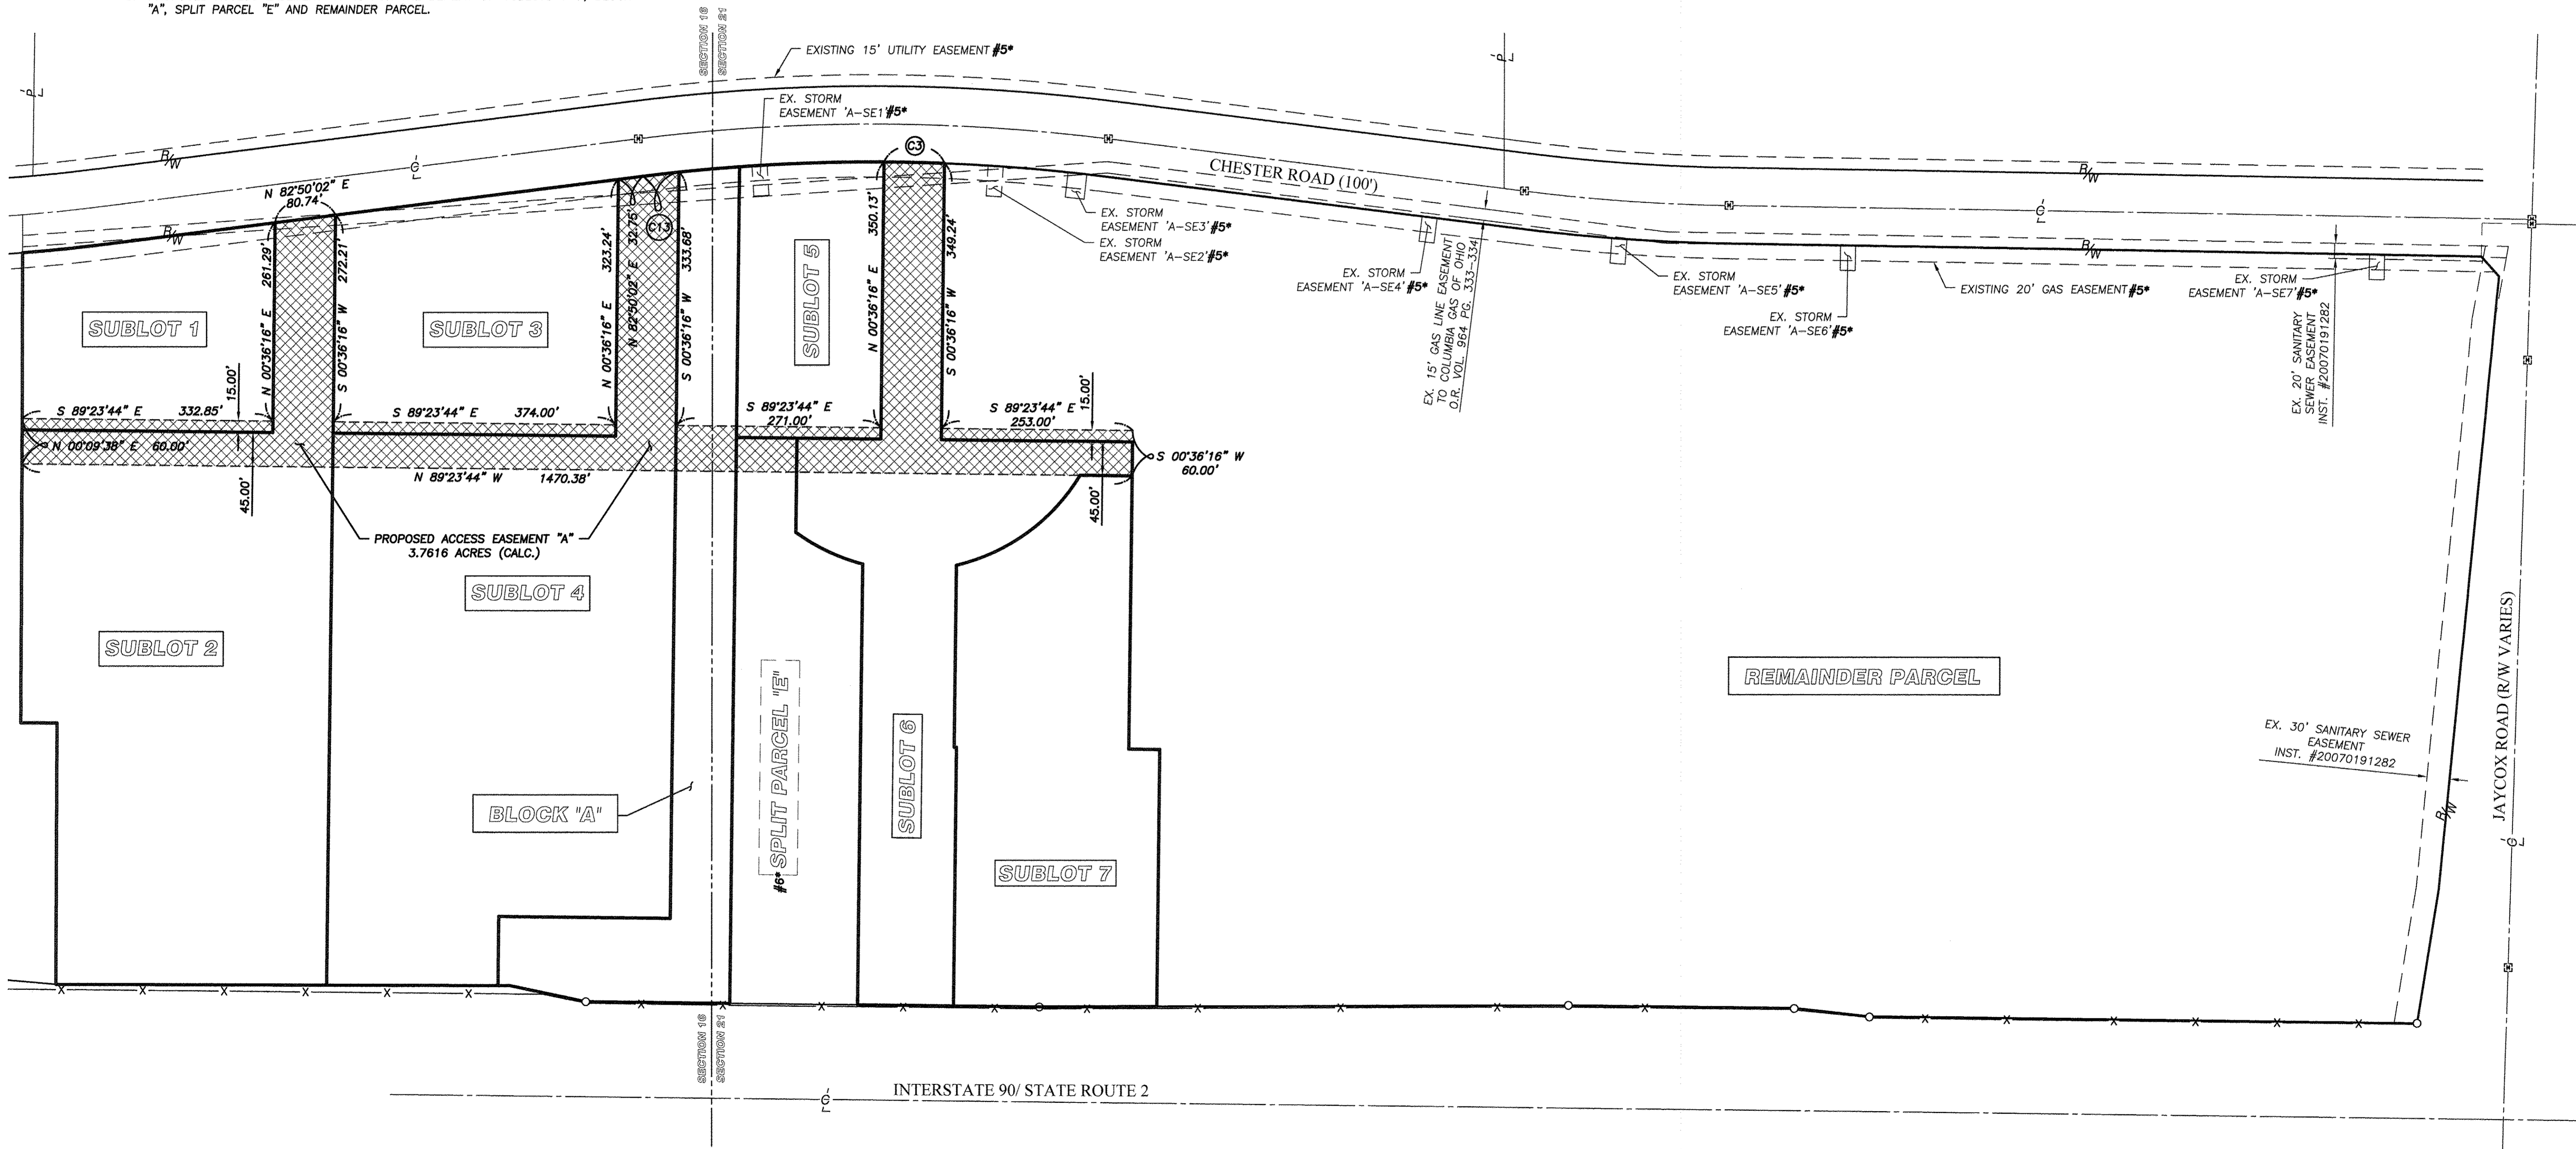 "A", SPLIT PARCEL "E" AND REMAINDER PARCEL.
SECTION 16
SECTION 21
EXISTING 15' UTILITY EASEMENT #5*
EX. STORM
EASEMENT 'A-SE1' #5*
C3
CHESTER ROAD (100')
N 82°50'02" E
80.74'
R/W
R/W
R/W
R/W
R/W
N 00°36'16" E 261.29'
S 00°36'16" W 272.21'
N 00°36'16" E 323.24'
N 82°50'02" E 32.75'
C13
S 00°36'16" W 333.68'
N 00°36'16" E 350.13'
S 00°36'16" W 349.24'
SUBLOT 1
SUBLOT 3
SUBLOT 5
EX. STORM
EASEMENT 'A-SE3' #5*
EX. STORM
EASEMENT 'A-SE2' #5*
EX. STORM
EASEMENT 'A-SE4' #5*
EX. 15' GAS LINE EASEMENT
TO COLUMBIA GAS OF OHIO
O.R. VOL. 964 PG. 333-334
EX. STORM
EASEMENT 'A-SE5' #5*
EX. STORM
EASEMENT 'A-SE6' #5*
EXISTING 20' GAS EASEMENT #5*
EX. STORM
EASEMENT 'A-SE7' #5*
EX. 20' SANITARY
SEWER EASEMENT
INST. #20070191282
S 89°23'44" E 332.85'
15.00'
S 89°23'44" E 374.00'
S 89°23'44" E
271.00'
S 89°23'44" E
253.00'
15.00'
N 00°09'38" E 60.00'
N 89°23'44" W 1470.38'
S 00°36'16" W
60.00'
45.00'
45.00'
PROPOSED ACCESS EASEMENT "A"
3.7616 ACRES (CALC.)
SUBLOT 4
SUBLOT 2
BLOCK "A"
#6* SPLIT PARCEL "E"
SUBLOT 6
SUBLOT 7
REMAINDER PARCEL
EX. 30' SANITARY SEWER
EASEMENT
INST. #20070191282
JAYCOX ROAD (R/W VARIES)
SECTION 16
SECTION 21
INTERSTATE 90/ STATE ROUTE 2